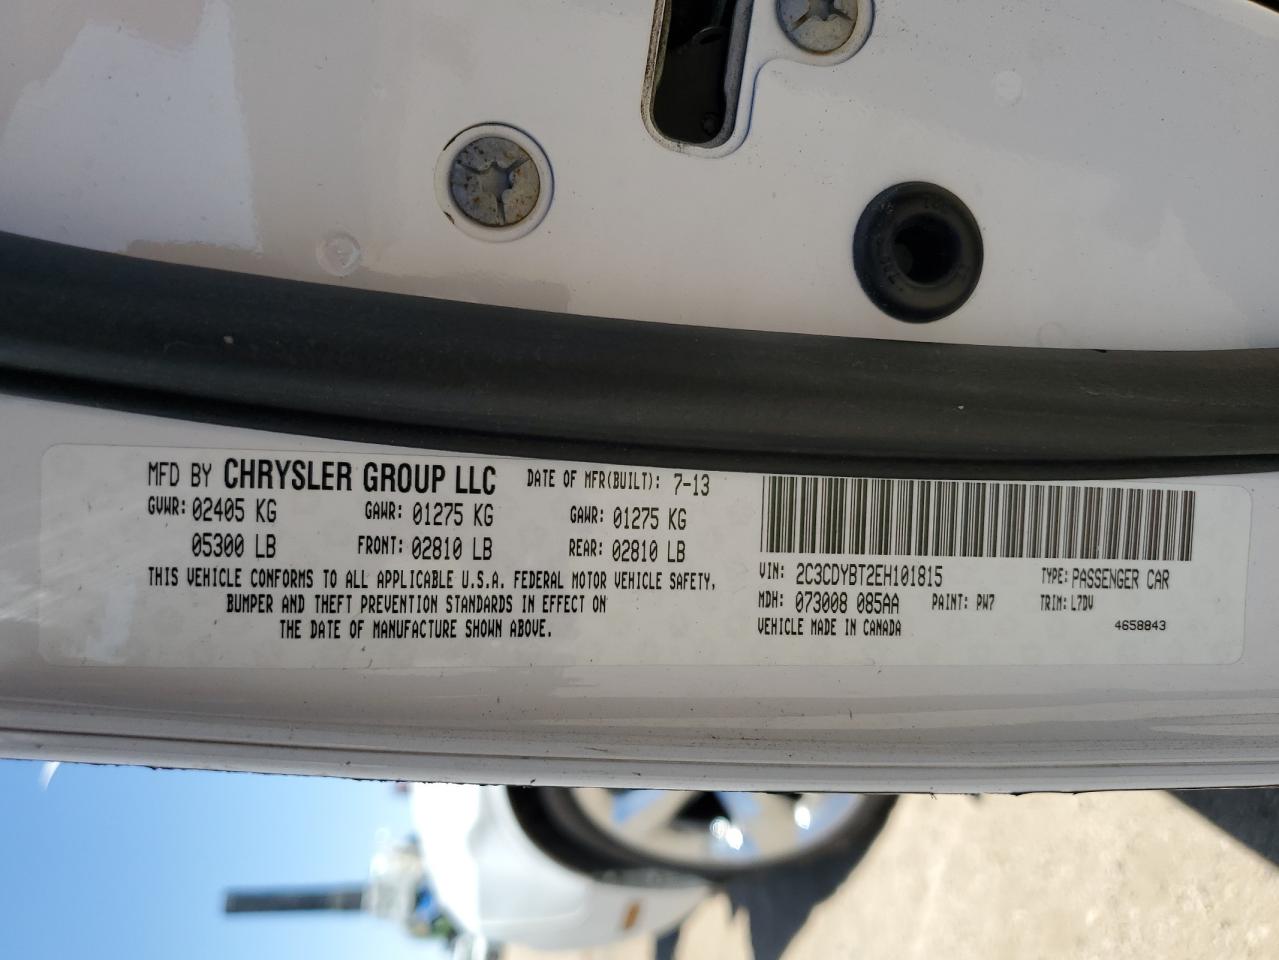 MFD BY CHRYSLER GROUP LLC DATE OF MFR(BUILT): 7-13
GVWR: 02405 KG GAWR: 01275 KG GAWR: 01275 KG
05300 LB FRONT: 02810 LB REAR: 02810 LB
THIS VEHICLE CONFORMS TO ALL APPLICABLE U.S.A. FEDERAL MOTOR VEHICLE SAFETY,
BUMPER AND THEFT PREVENTION STANDARDS IN EFFECT ON
THE DATE OF MANUFACTURE SHOWN ABOVE.
VIN: 2C3CDYBT2EH101815 TYPE: PASSENGER CAR
MDH: 073008 085AA PAINT: PW7 TRIM: L7DV
VEHICLE MADE IN CANADA 4658843